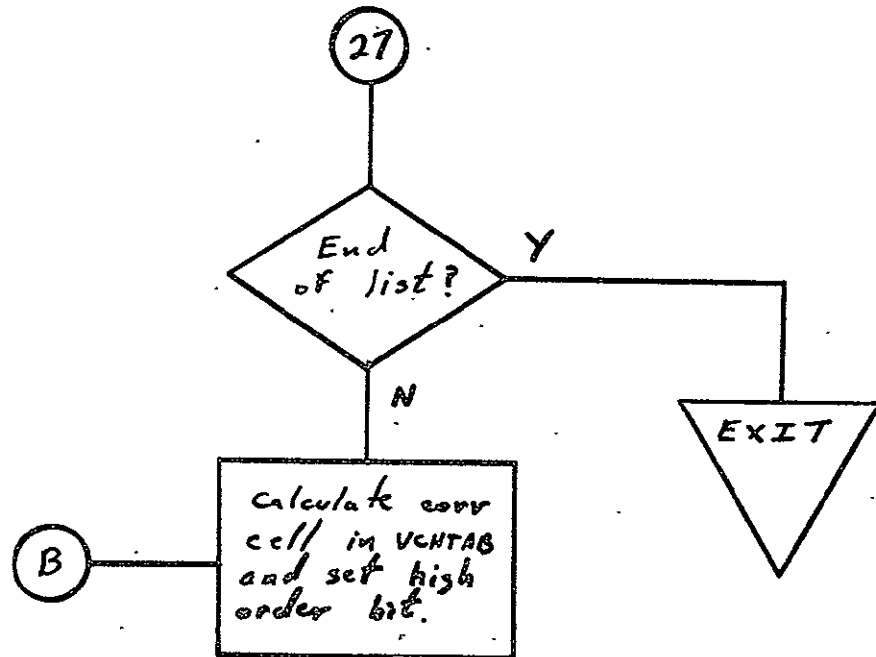 27
End
of list?
Y
N
EXIT
Calculate corr
cell in VCHTAB
and set high
order bit.
B